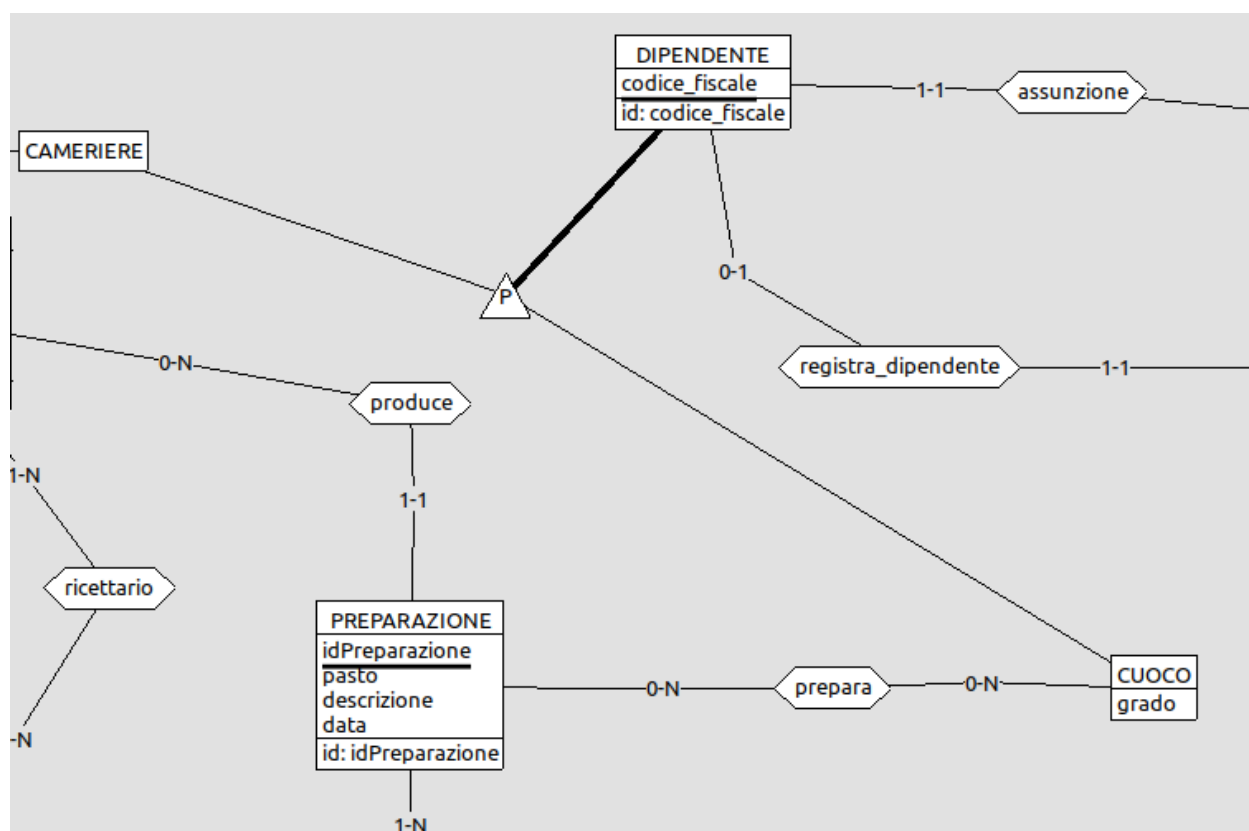 DIPENDENTE
codice_fiscale
id: codice_fiscale
1-1
assunzione
CAMERIERE
P
0-1
registra_dipendente
1-1
0-N
produce
1-N
1-1
ricettario
PREPARAZIONE
idPreparazione
pasto
descrizione
data
id: idPreparazione
0-N
prepara
0-N
CUOCO
grado
-N
1-N